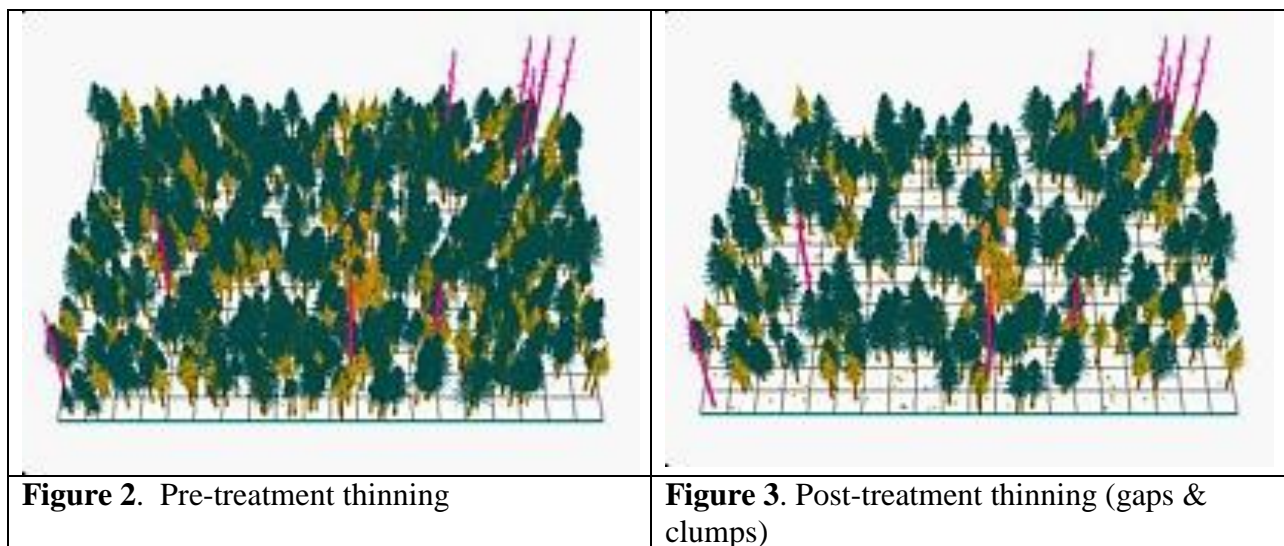 Figure 2. Pre-treatment thinning
Figure 3. Post-treatment thinning (gaps &
clumps)